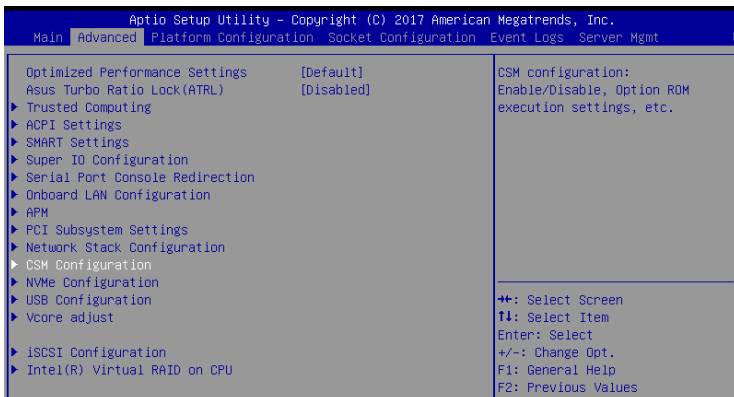 Aptio Setup Utility – Copyright (C) 2017 American Megatrends, Inc.
Main Advanced Platform Configuration Socket Configuration Event Logs Server Mgmt
Optimized Performance Settings [Default]
Asus Turbo Ratio Lock(ATRL) [Disabled]
Trusted Computing
ACPI Settings
SMART Settings
Super IO Configuration
Serial Port Console Redirection
Onboard LAN Configuration
APM
PCI Subsystem Settings
Network Stack Configuration
CSM Configuration
NVMe Configuration
USB Configuration
Vcore adjust
iSCSI Configuration
Intel(R) Virtual RAID on CPU
CSM configuration:
Enable/Disable, Option ROM
execution settings, etc.
→←: Select Screen
↑↓: Select Item
Enter: Select
+/-: Change Opt.
F1: General Help
F2: Previous Values